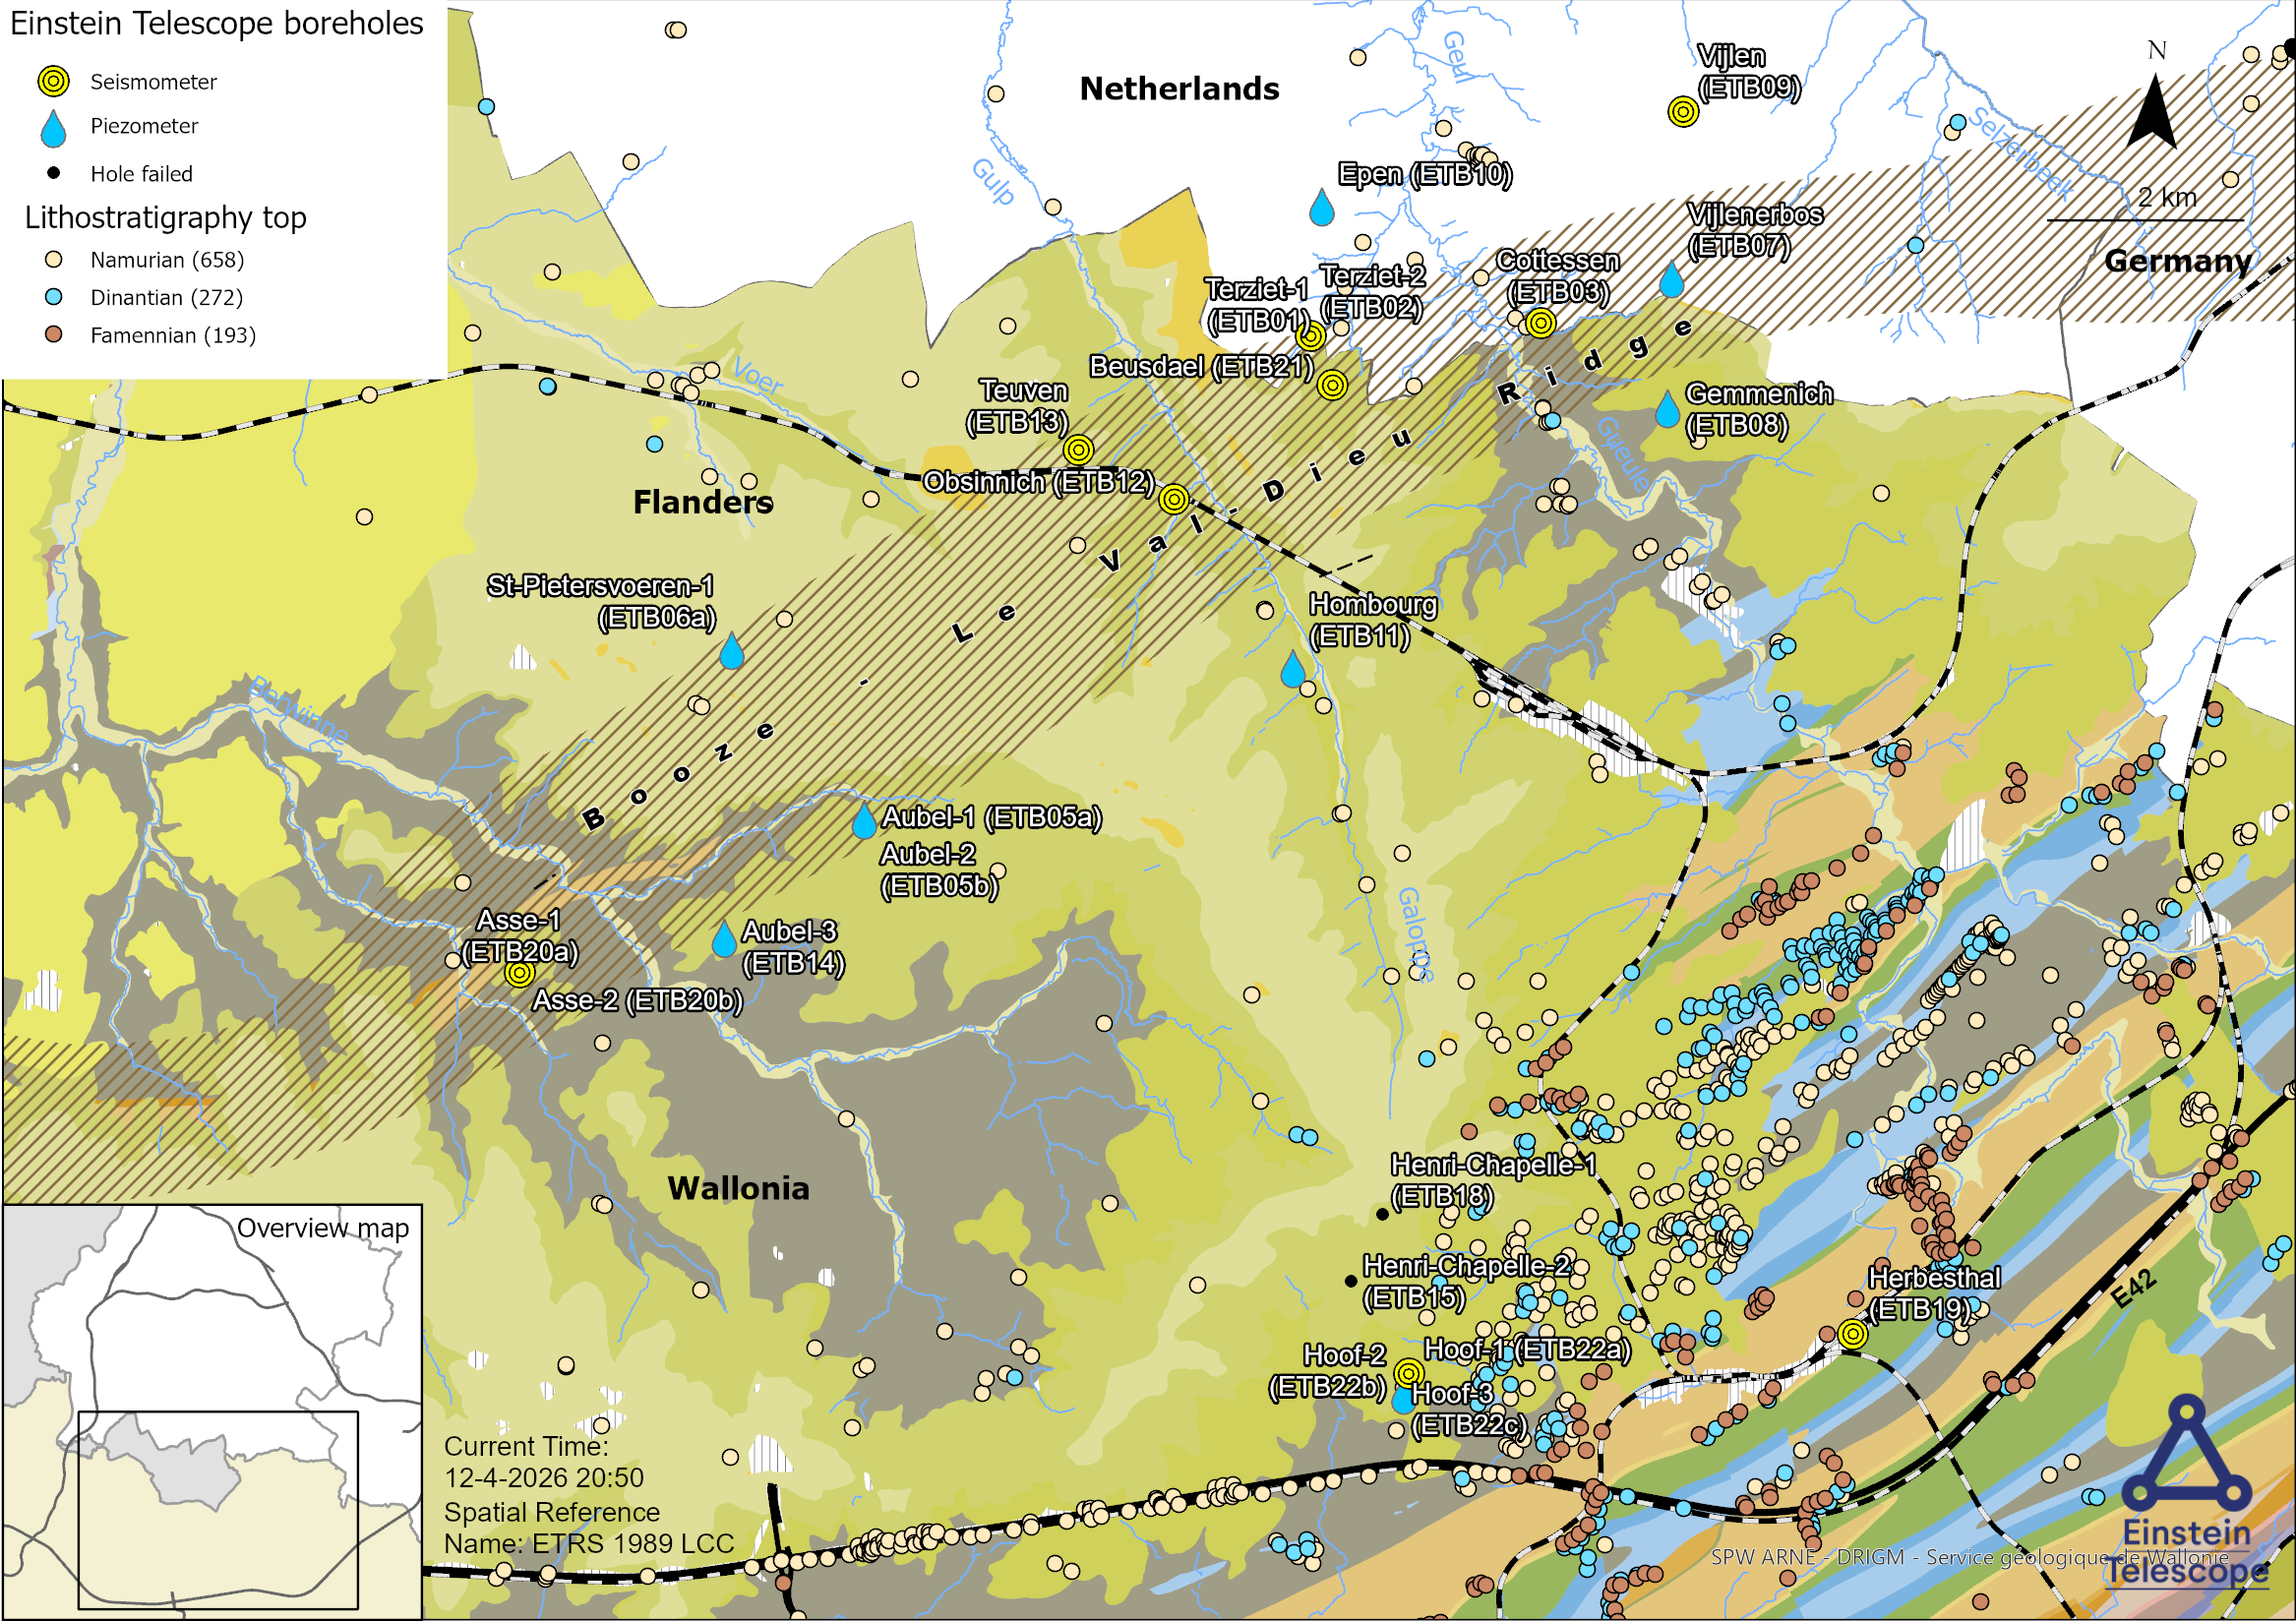 Einstein Telescope boreholes
Seismometer
Piezometer
Hole failed
Lithostratigraphy top
Namurian (658)
Dinantian (272)
Famennian (193)
Netherlands
Geul
Gulp
Vijlen
(ETB09)
N
2 km
Selzerbeek
Germany
Epen (ETB10)
Vijlenerbos
(ETB07)
Cottessen
(ETB03)
Terziet-1
(ETB01)
Terziet-2
(ETB02)
Beusdael (ETB21)
Teuven
(ETB13)
Obsinnich (ETB12)
Gemmenich
(ETB08)
Gueule
Voer
Flanders
St-Pietersvoeren-1
(ETB06a)
Booze - Le Val - Dieu Ridge
Hombourg
(ETB11)
Berwinne
Aubel-1 (ETB05a)
Aubel-2
(ETB05b)
Asse-1
(ETB20a)
Aubel-3
(ETB14)
Asse-2 (ETB20b)
Galoppe
Wallonia
Henri-Chapelle-1
(ETB18)
Henri-Chapelle-2
(ETB15)
Herbesthal
(ETB19)
E42
Hoof-2
(ETB22b)
Hoof-1 (ETB22a)
Hoof-3
(ETB22c)
Overview map
Current Time:
12-4-2026 20:50
Spatial Reference
Name: ETRS 1989 LCC
SPW ARNE - DRIGM - Service géologique de Wallonie
Einstein
Telescope